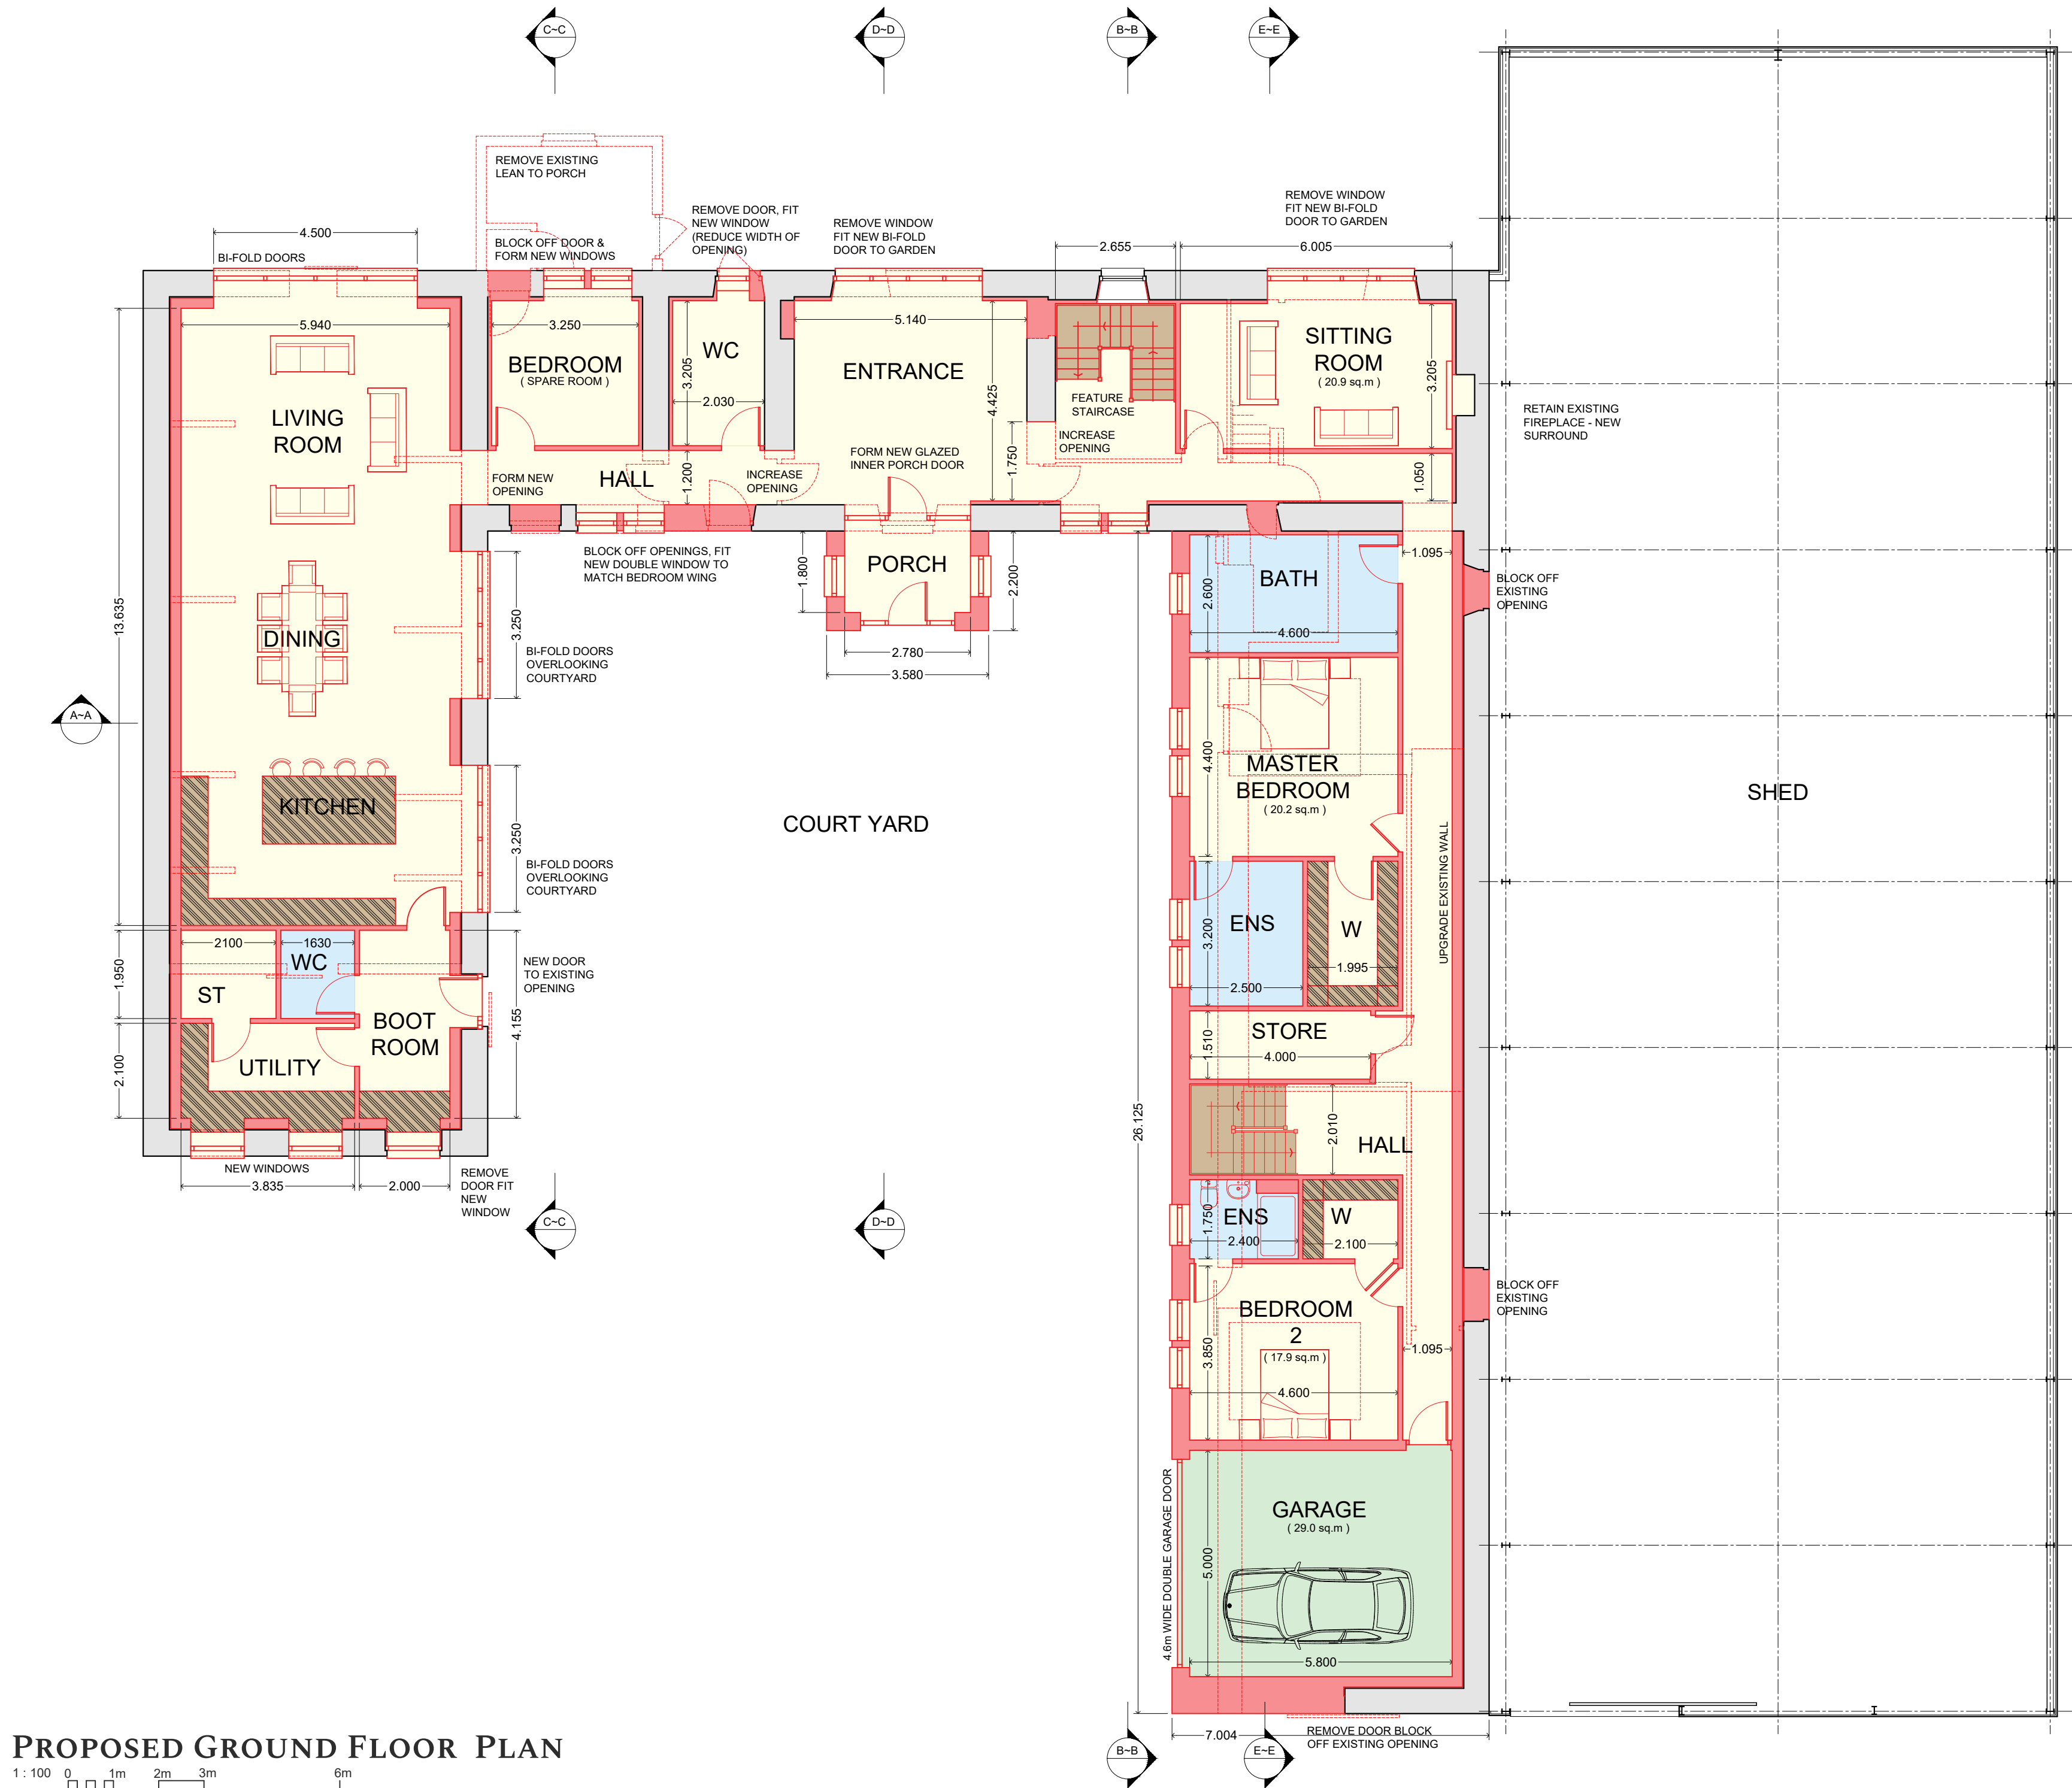 C~C
D~D
B~B
E~E
REMOVE EXISTING
LEAN TO PORCH
REMOVE DOOR, FIT
NEW WINDOW
(REDUCE WIDTH OF
OPENING)
REMOVE WINDOW
FIT NEW BI-FOLD
DOOR TO GARDEN
REMOVE WINDOW
FIT NEW BI-FOLD
DOOR TO GARDEN
4.500
BI-FOLD DOORS
BLOCK OFF DOOR &
FORM NEW WINDOWS
2.655
6.005
5.940
3.250
BEDROOM
( SPARE ROOM )
WC
3.205
2.030
5.140
ENTRANCE
4.425
SITTING
ROOM
( 20.9 sq.m )
3.205
FEATURE
STAIRCASE
INCREASE
OPENING
RETAIN EXISTING
FIREPLACE - NEW
SURROUND
LIVING
ROOM
FORM NEW
OPENING
HALL
1.200
INCREASE
OPENING
FORM NEW GLAZED
INNER PORCH DOOR
1.750
1.050
BLOCK OFF OPENINGS, FIT
NEW DOUBLE WINDOW TO
MATCH BEDROOM WING
1.800
PORCH
2.200
2.780
3.580
2.600
BATH
4.600
1.095
BLOCK OFF
EXISTING
OPENING
13.635
DINING
3.250
BI-FOLD DOORS
OVERLOOKING
COURTYARD
A~A
4.400
MASTER
BEDROOM
( 20.2 sq.m )
KITCHEN
COURT YARD
SHED
3.250
BI-FOLD DOORS
OVERLOOKING
COURTYARD
UPGRADE EXISTING WALL
3.200
ENS
2.500
W
1.995
2100
1630
WC
1.950
ST
NEW DOOR
TO EXISTING
OPENING
BOOT
ROOM
4.155
2.100
UTILITY
1.510
STORE
4.000
26.125
2.010
HALL
NEW WINDOWS
3.835
2.000
REMOVE
DOOR FIT
NEW
WINDOW
C~C
D~D
1.750
ENS
2.400
W
2.100
BLOCK OFF
EXISTING
OPENING
BEDROOM
2
( 17.9 sq.m )
3.850
4.600
1.095
4.6m WIDE DOUBLE GARAGE DOOR
GARAGE
( 29.0 sq.m )
5.000
5.800
7.004
REMOVE DOOR BLOCK
OFF EXISTING OPENING
B~B
E~E
PROPOSED GROUND FLOOR PLAN
1 : 100 0 1m 2m 3m 6m